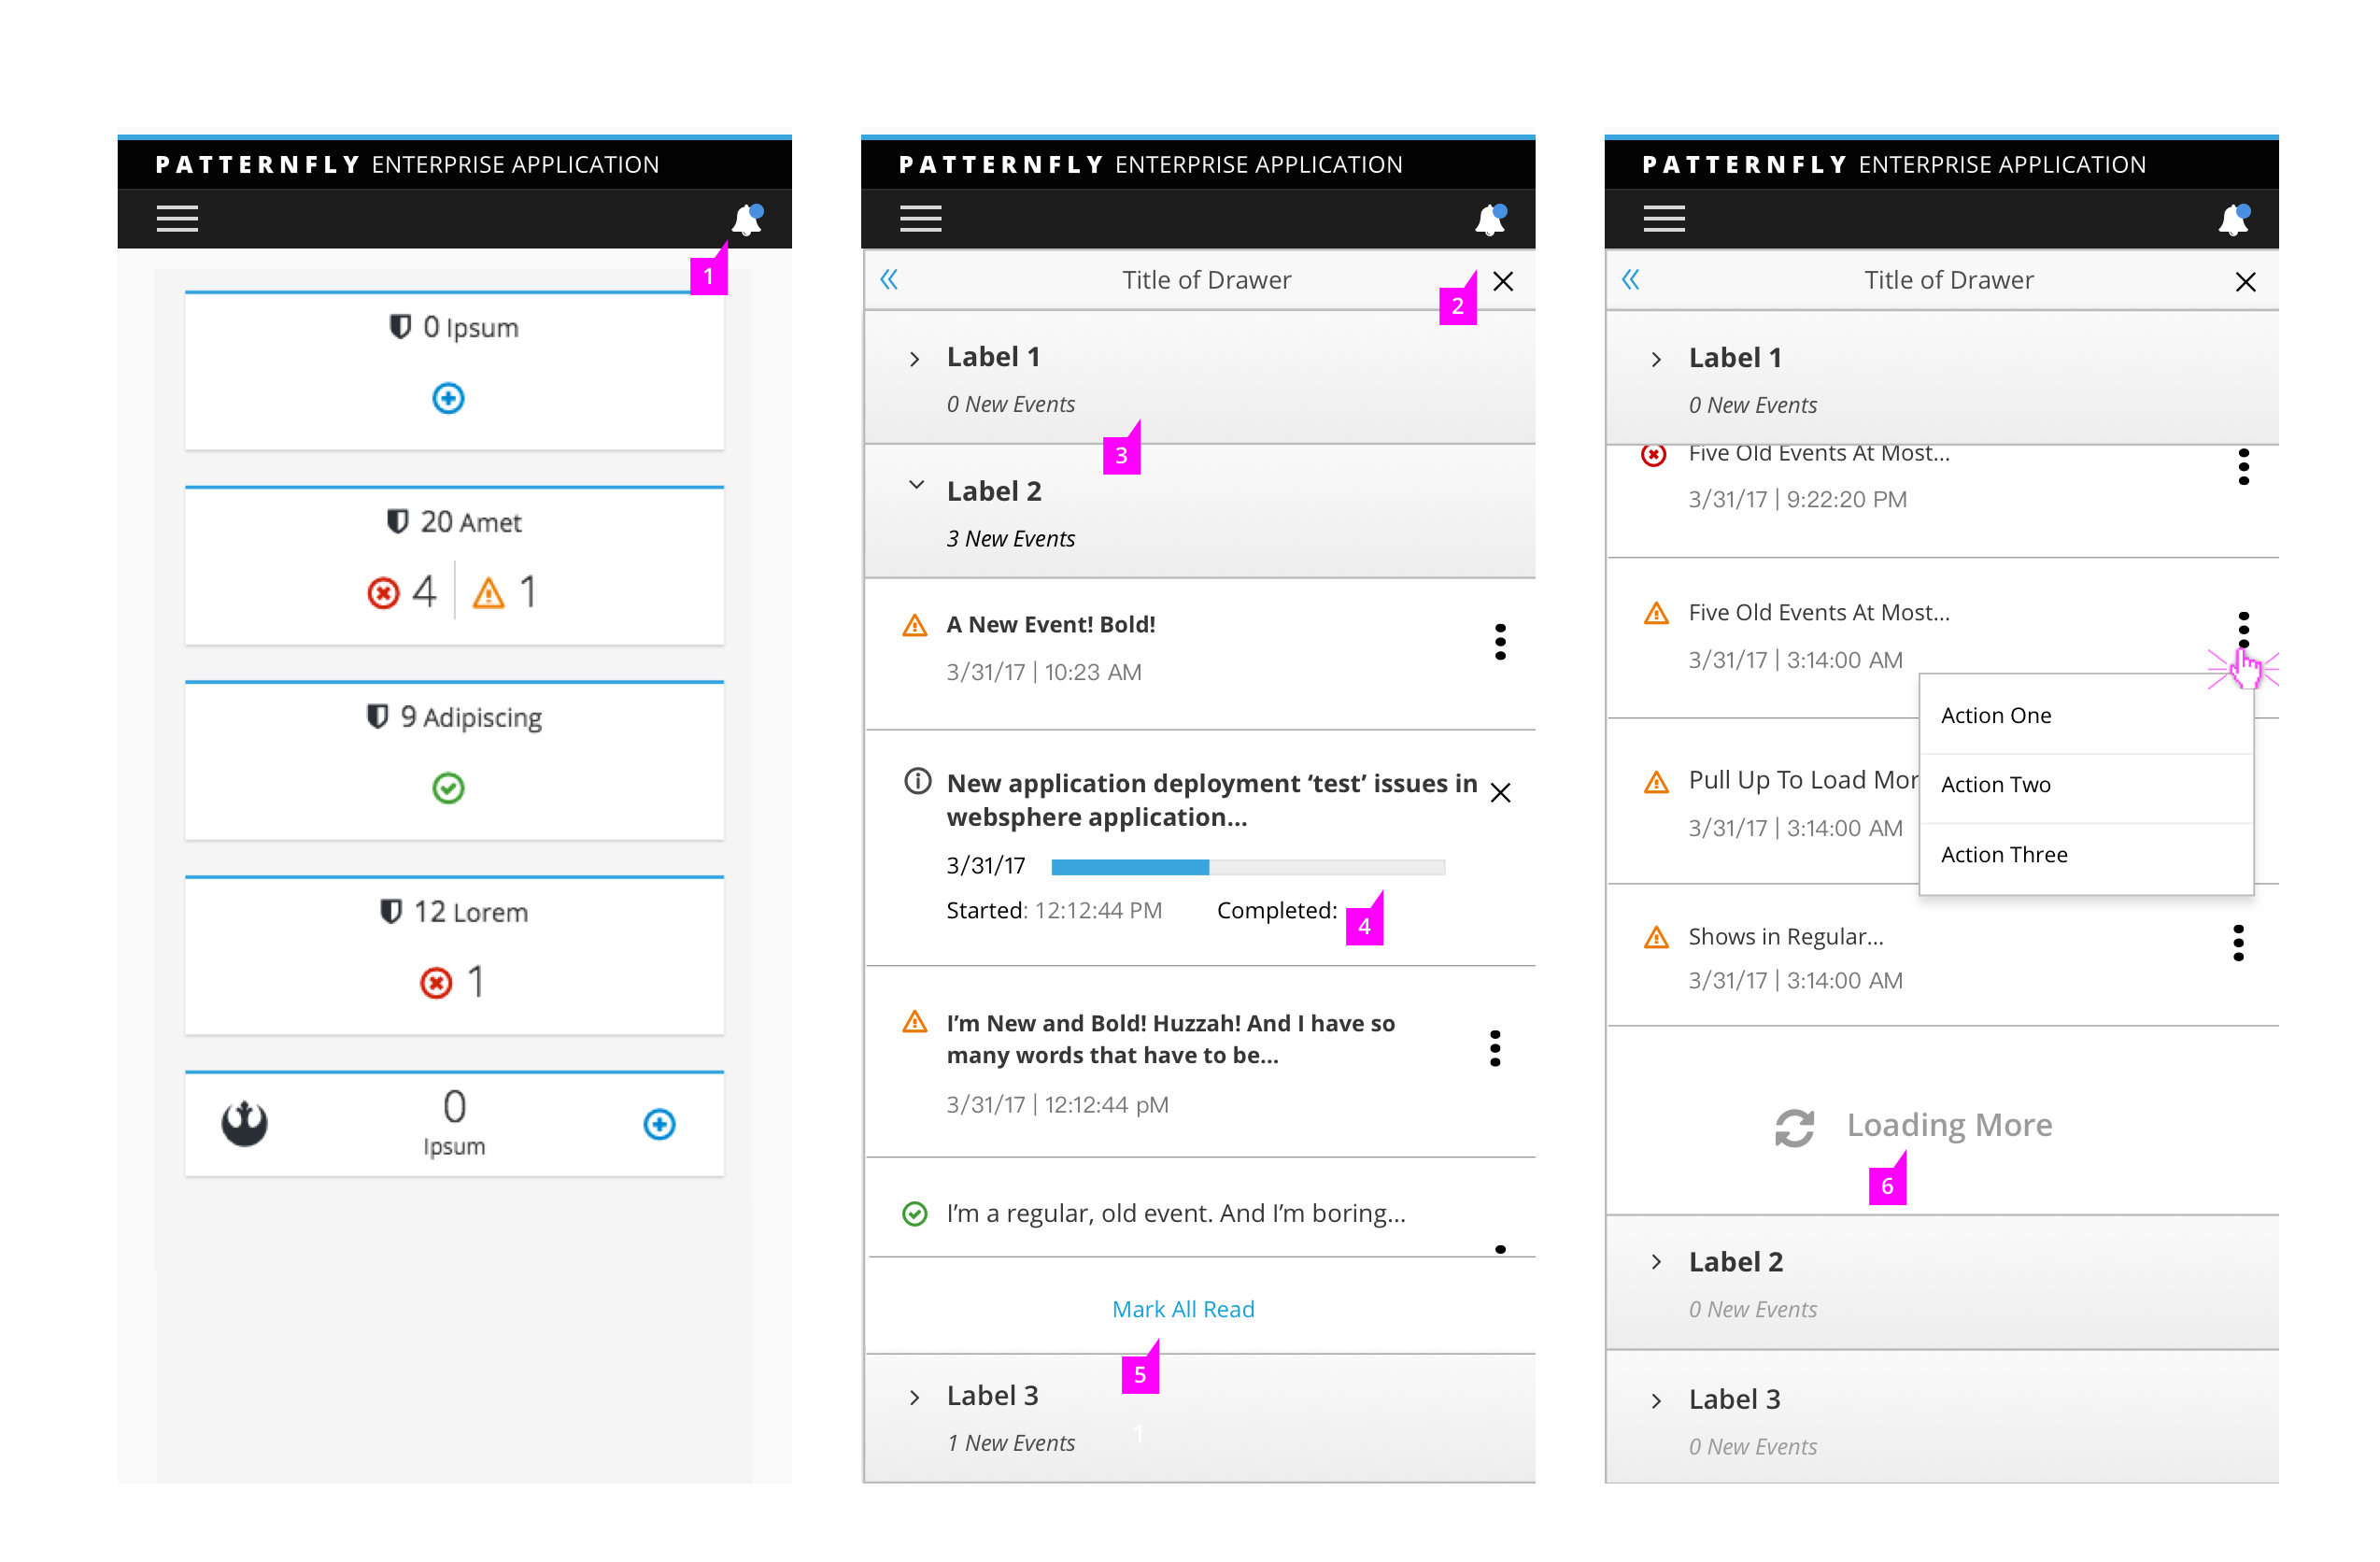 PATTERNFLY ENTERPRISE APPLICATION
1
0 Ipsum
20 Amet
4 1
9 Adipiscing
12 Lorem
1
0
Ipsum
PATTERNFLY ENTERPRISE APPLICATION
Title of Drawer
2
Label 1
0 New Events
3
Label 2
3 New Events
A New Event! Bold!
3/31/17 | 10:23 AM
New application deployment ‘test’ issues in
websphere application...
3/31/17
Started: 12:12:44 PM Completed:
4
I’m New and Bold! Huzzah! And I have so
many words that have to be...
3/31/17 | 12:12:44 pM
I’m a regular, old event. And I’m boring...
Mark All Read
5
Label 3
1
1 New Events
PATTERNFLY ENTERPRISE APPLICATION
Title of Drawer
Label 1
0 New Events
Five Old Events At Most...
3/31/17 | 9:22:20 PM
Five Old Events At Most...
3/31/17 | 3:14:00 AM
Action One
Pull Up To Load Mor
Action Two
3/31/17 | 3:14:00 AM
Action Three
Shows in Regular...
3/31/17 | 3:14:00 AM
Loading More
6
Label 2
0 New Events
Label 3
0 New Events